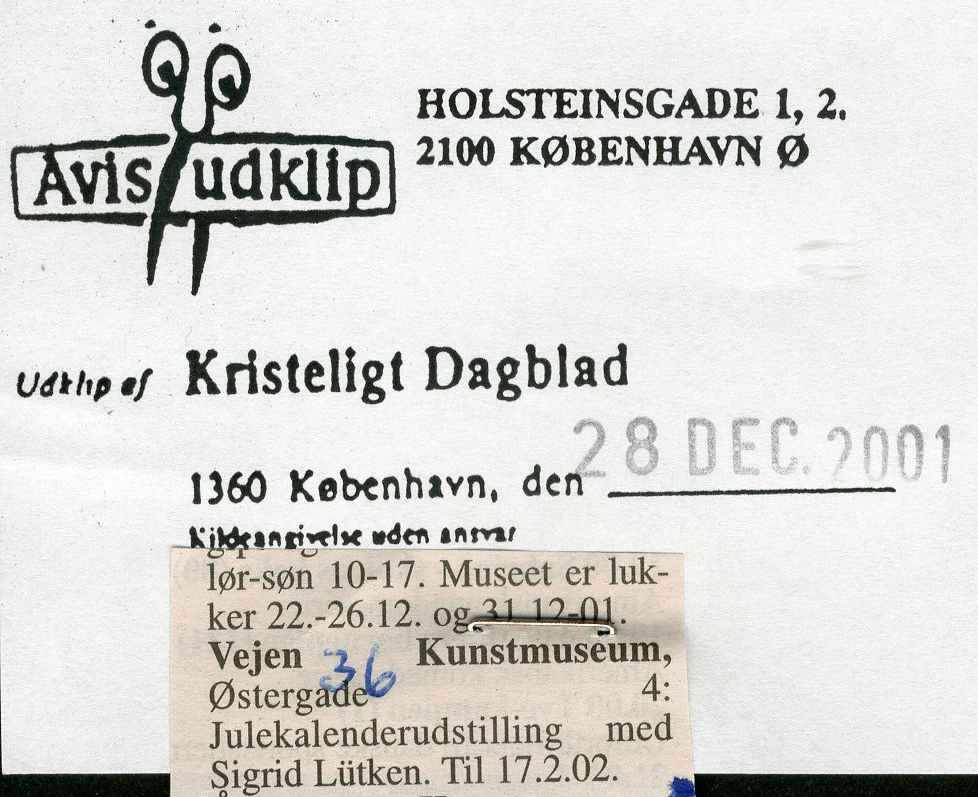 Avis/udklip
HOLSTEINSGADE 1, 2.
2100 KØBENHAVN Ø
Udklip af Kristeligt Dagblad
1360 København, den 28 DEC. 2001
Kildeangivelse uden ansvar
lør-søn 10-17. Museet er luk-
ker 22.-26.12. og 31.12-01.
Vejen 36 Kunstmuseum,
Østergade 4:
Julekalenderudstilling med
Sigrid Lütken. Til 17.2.02.